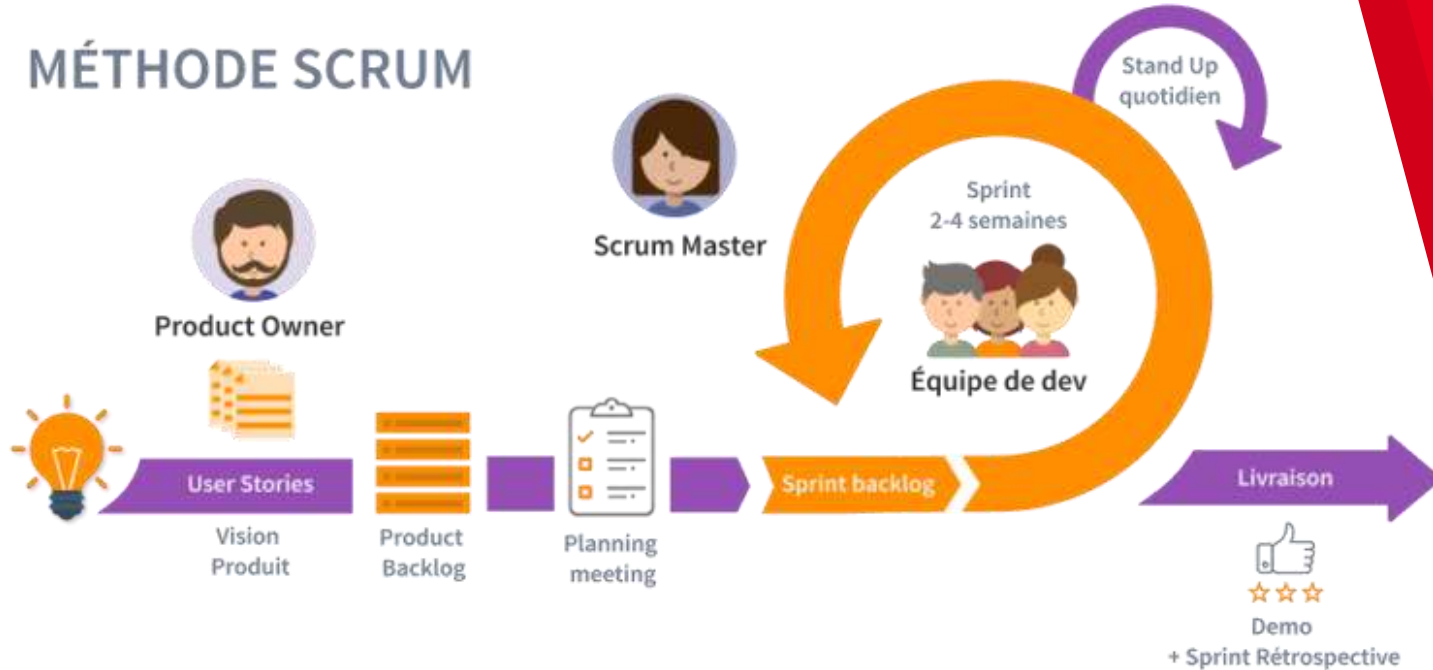 MÉTHODE SCRUM
Stand Up
quotidien
Sprint
2-4 semaines
Scrum Master
Product Owner
Équipe de dev
User Stories
Sprint backlog
Livraison
Vision
Produit
Product
Backlog
Planning
meeting
Demo
+ Sprint Rétrospective